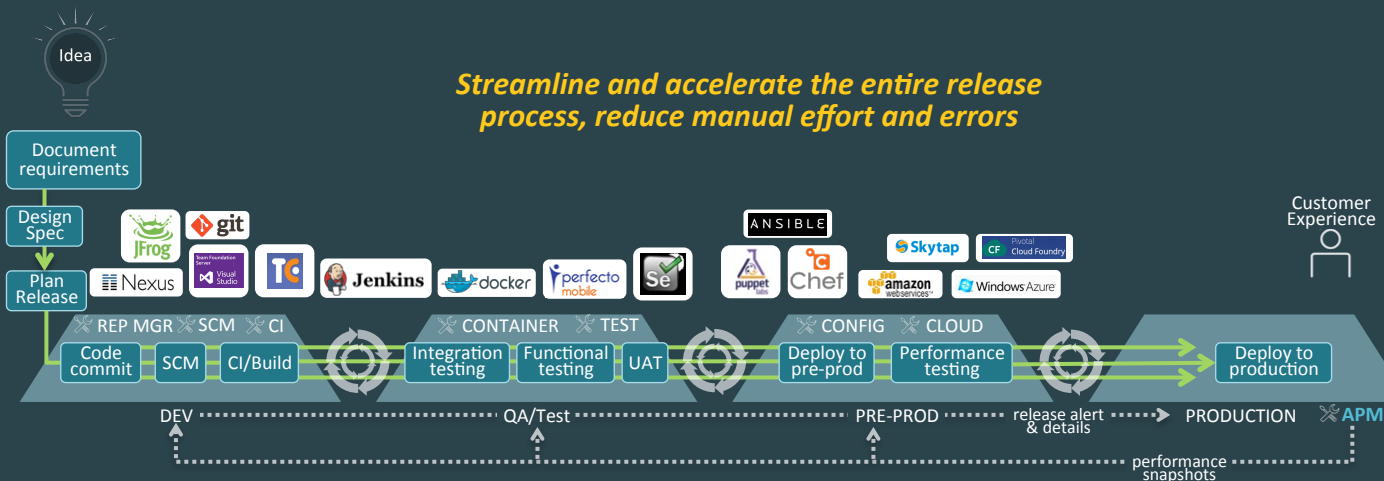 Idea
Streamline and accelerate the entire release
process, reduce manual effort and errors
Document
requirements
Design
Spec
Plan
Release
JFrog
git
Nexus
Team Foundation
Server
Visual
Studio
TC
Jenkins
docker
perfecto
mobile
Se
ANSIBLE
puppet
labs
Chef
Skytap
CF
Pivotal
Cloud Foundry
amazon
webservices™
Windows Azure
Customer
Experience
REP MGR
SCM
CI
CONTAINER
TEST
CONFIG
CLOUD
Code
commit
SCM
CI/Build
Integration
testing
Functional
testing
UAT
Deploy to
pre-prod
Performance
testing
Deploy to
production
DEV
QA/Test
PRE-PROD
release alert
& details
PRODUCTION
APM
performance
snapshots